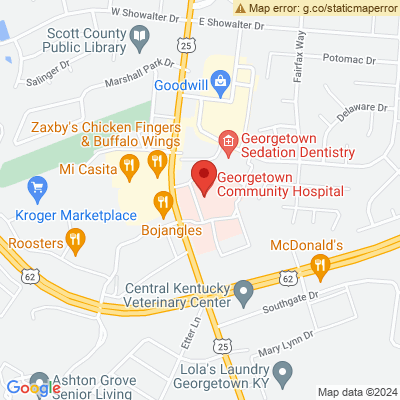 Map error: g.co/staticmaperror
W Showalter Dr
E Showalter Dr
Scott County
Public Library
25
Potomac Dr
Fairfax Way
Salinger Dr
Marshall Park Dr
Goodwill
Delaware Dr
Zaxby's Chicken Fingers
& Buffalo Wings
Georgetown
Sedation Dentistry
Mi Casita
Georgetown
Community Hospital
Kroger Marketplace
Bojangles
Roosters
McDonald's
62
62
Central Kentucky
Veterinary Center
Southgate Dr
Etter Ln
25
Mary Lynn Dr
Lola's Laundry
Georgetown KY
Google
Ashton Grove
Senior Living
Map data ©2024